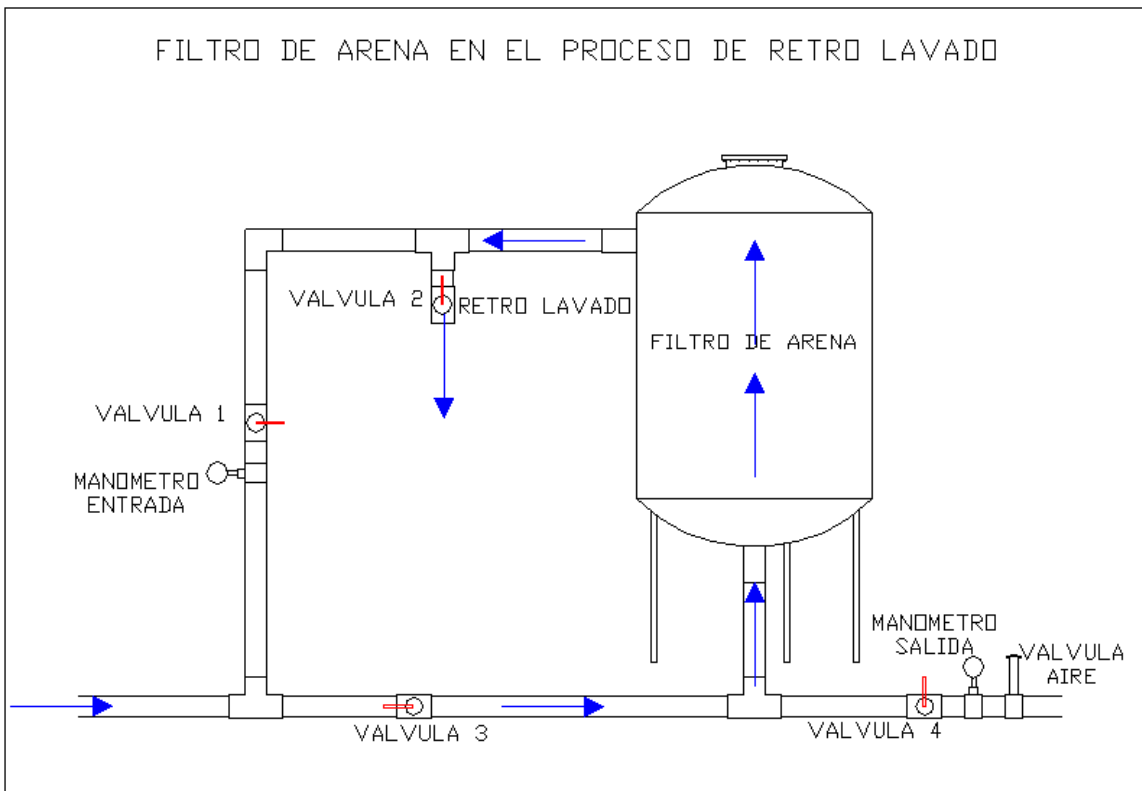 FILTRO DE ARENA EN EL PROCESO DE RETRO LAVADO
VALVULA 2
RETRO LAVADO
FILTRO DE ARENA
VALVULA 1
MANOMETRO
ENTRADA
MANOMETRO
SALIDA
VALVULA
AIRE
VALVULA 3
VALVULA 4